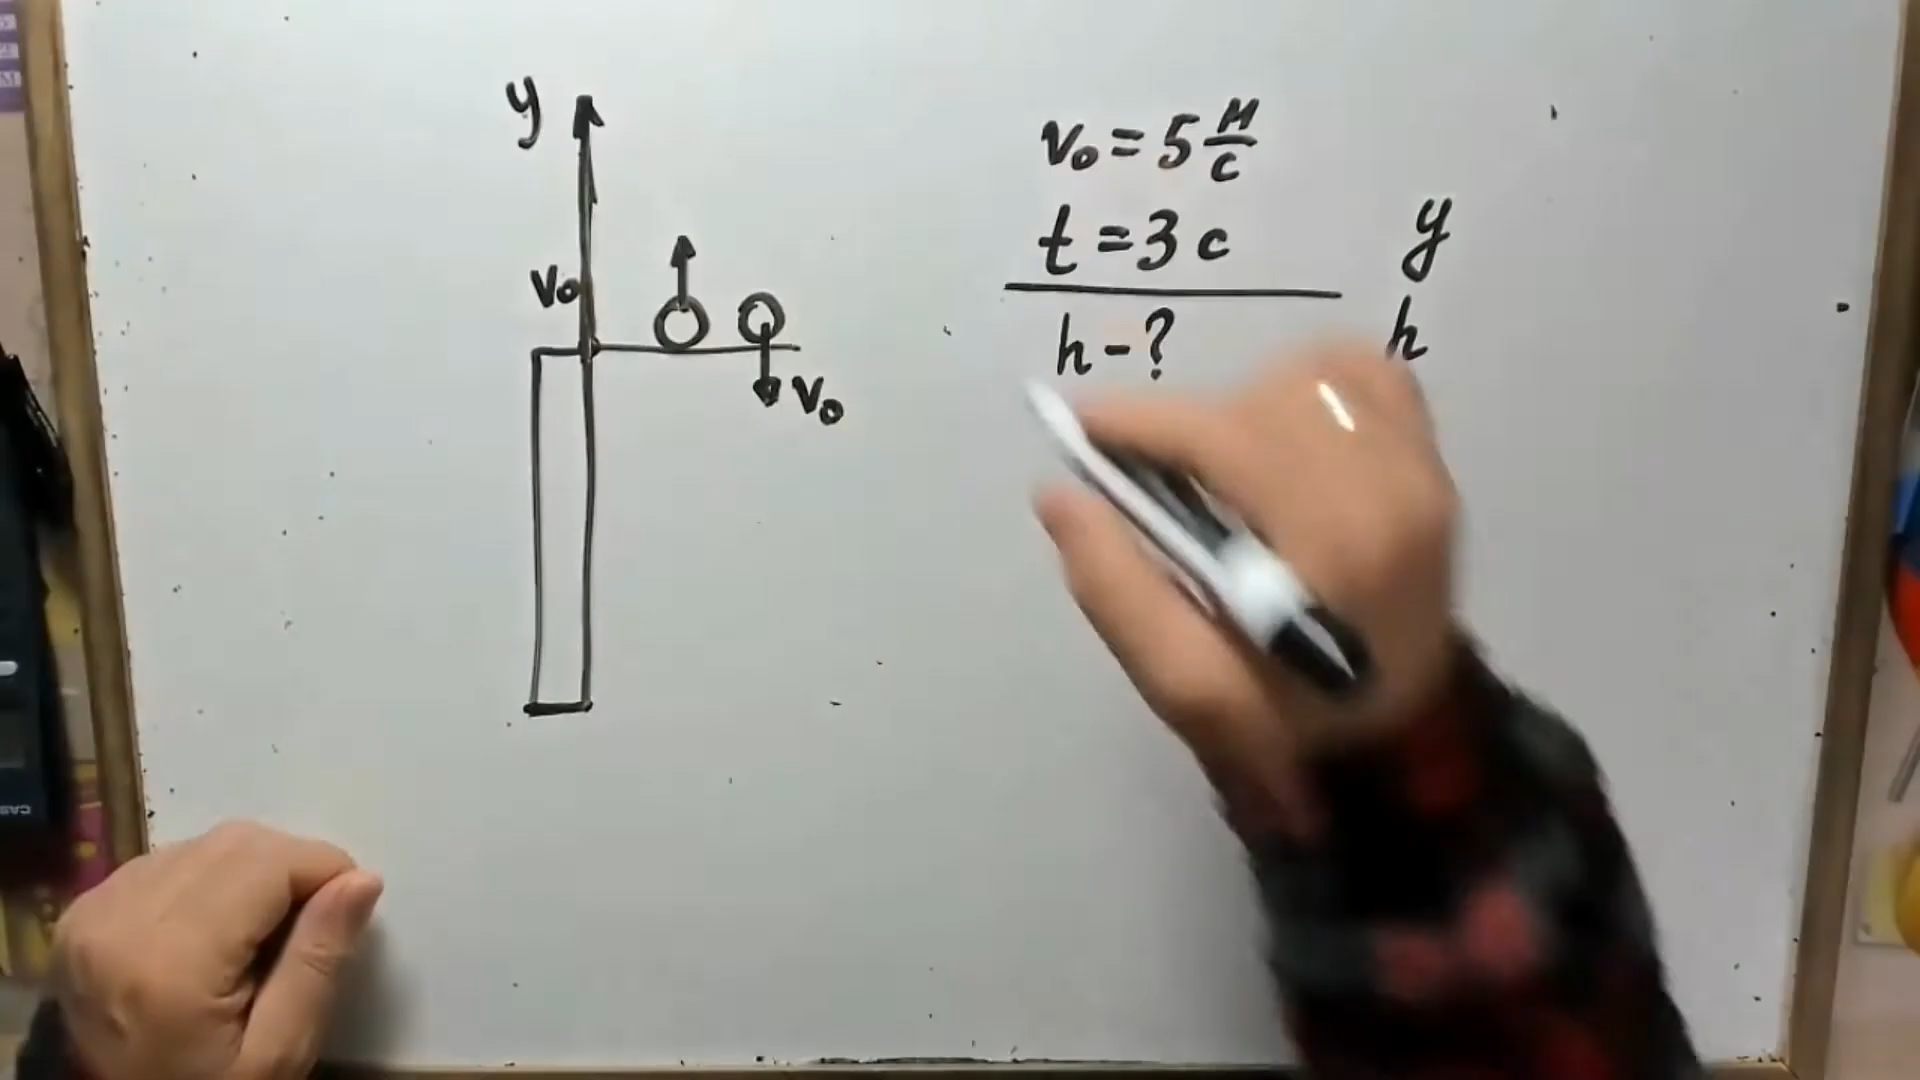 y
v₀
v₀
v₀ = 5 м/с
t = 3 с
h - ?
y
h